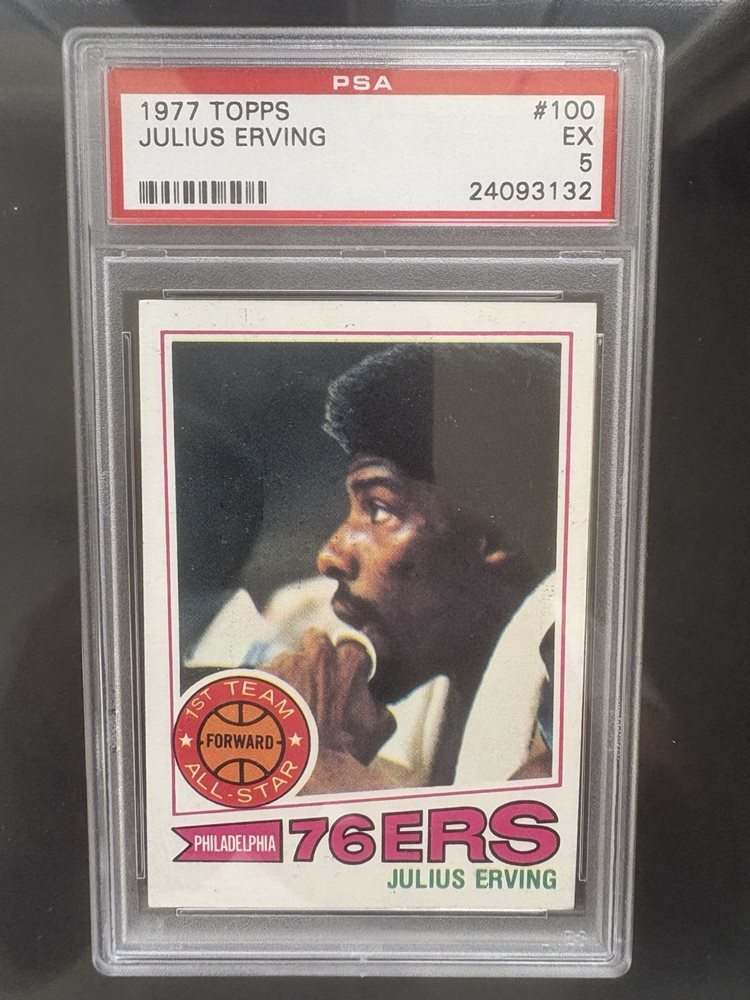 PSA
1977 TOPPS #100
JULIUS ERVING EX
5
24093132
1ST TEAM
FORWARD
ALL-STAR
PHILADELPHIA 76ERS
JULIUS ERVING